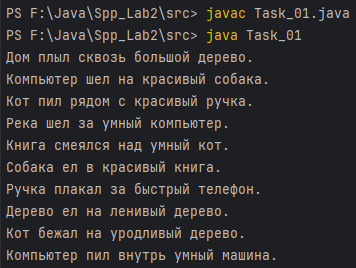 PS F:\Java\Spp_Lab2\src> javac Task_01.java
PS F:\Java\Spp_Lab2\src> java Task_01
Дом плыл сквозь большой дерево.
Компьютер шел на красивый собака.
Кот пил рядом с красивый ручка.
Река шел за умный компьютер.
Книга смеялся над умный кот.
Собака ел в красивый книга.
Ручка плакал за быстрый телефон.
Дерево ел на ленивый дерево.
Кот бежал на уродливый дерево.
Компьютер пил внутрь умный машина.